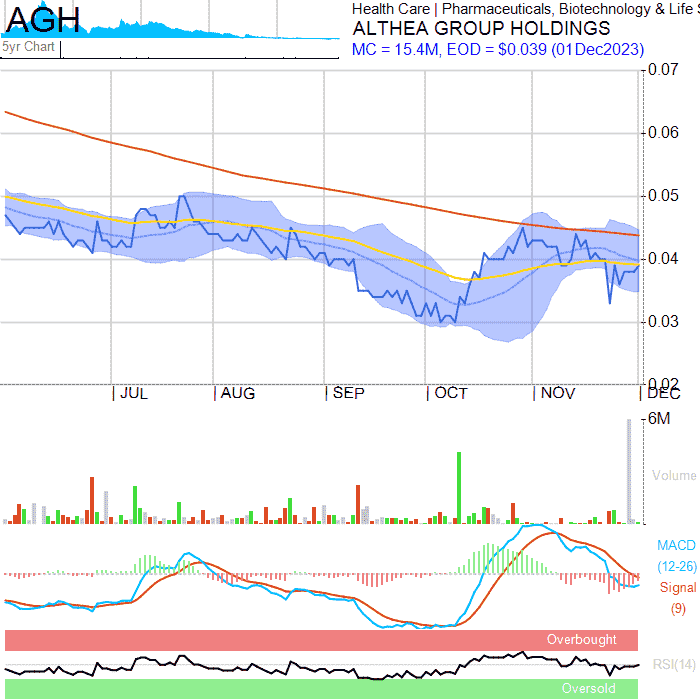 AGH
5yr Chart
Health Care | Pharmaceuticals, Biotechnology & Life S
ALTHEA GROUP HOLDINGS
MC = 15.4M, EOD = $0.039 (01Dec2023)
0.07
0.06
0.05
0.04
0.03
0.02
JUL AUG SEP OCT NOV DEC
6M
Volume
MACD
(12-26)
Signal
(9)
Overbought
RSI(14)
Oversold